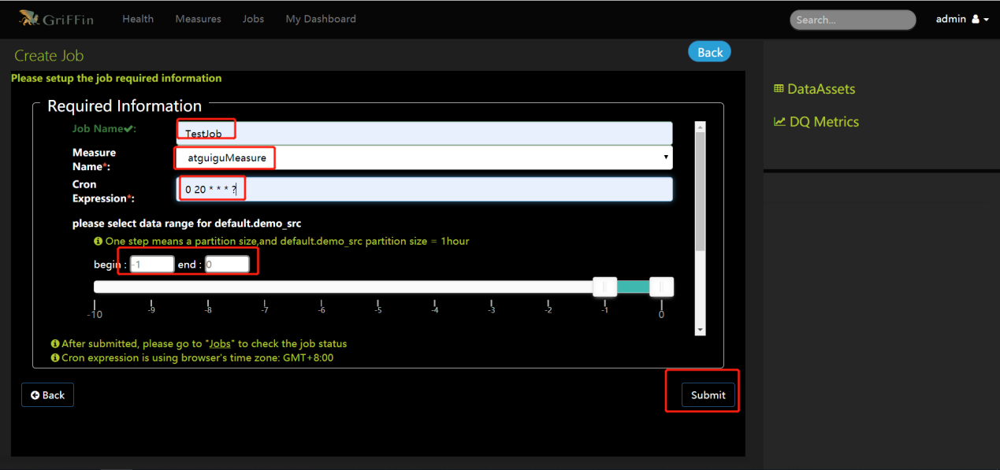 GriFFin Health Measures Jobs My Dashboard Search... admin
Create Job Back
Please setup the job required information
Required Information
Job Name:
TestJob
Measure
Name*:
atguiguMeasure
Cron
Expression*:
0 20 * * * ?
please select data range for default.demo_src
One step means a partition size,and default.demo_src partition size = 1hour
begin : -1 end : 0
-10 -9 -8 -7 -6 -5 -4 -3 -2 -1 0
After submitted, please go to "Jobs" to check the job status
Cron expression is using browser's time zone: GMT+8:00
Back Submit
DataAssets
DQ Metrics